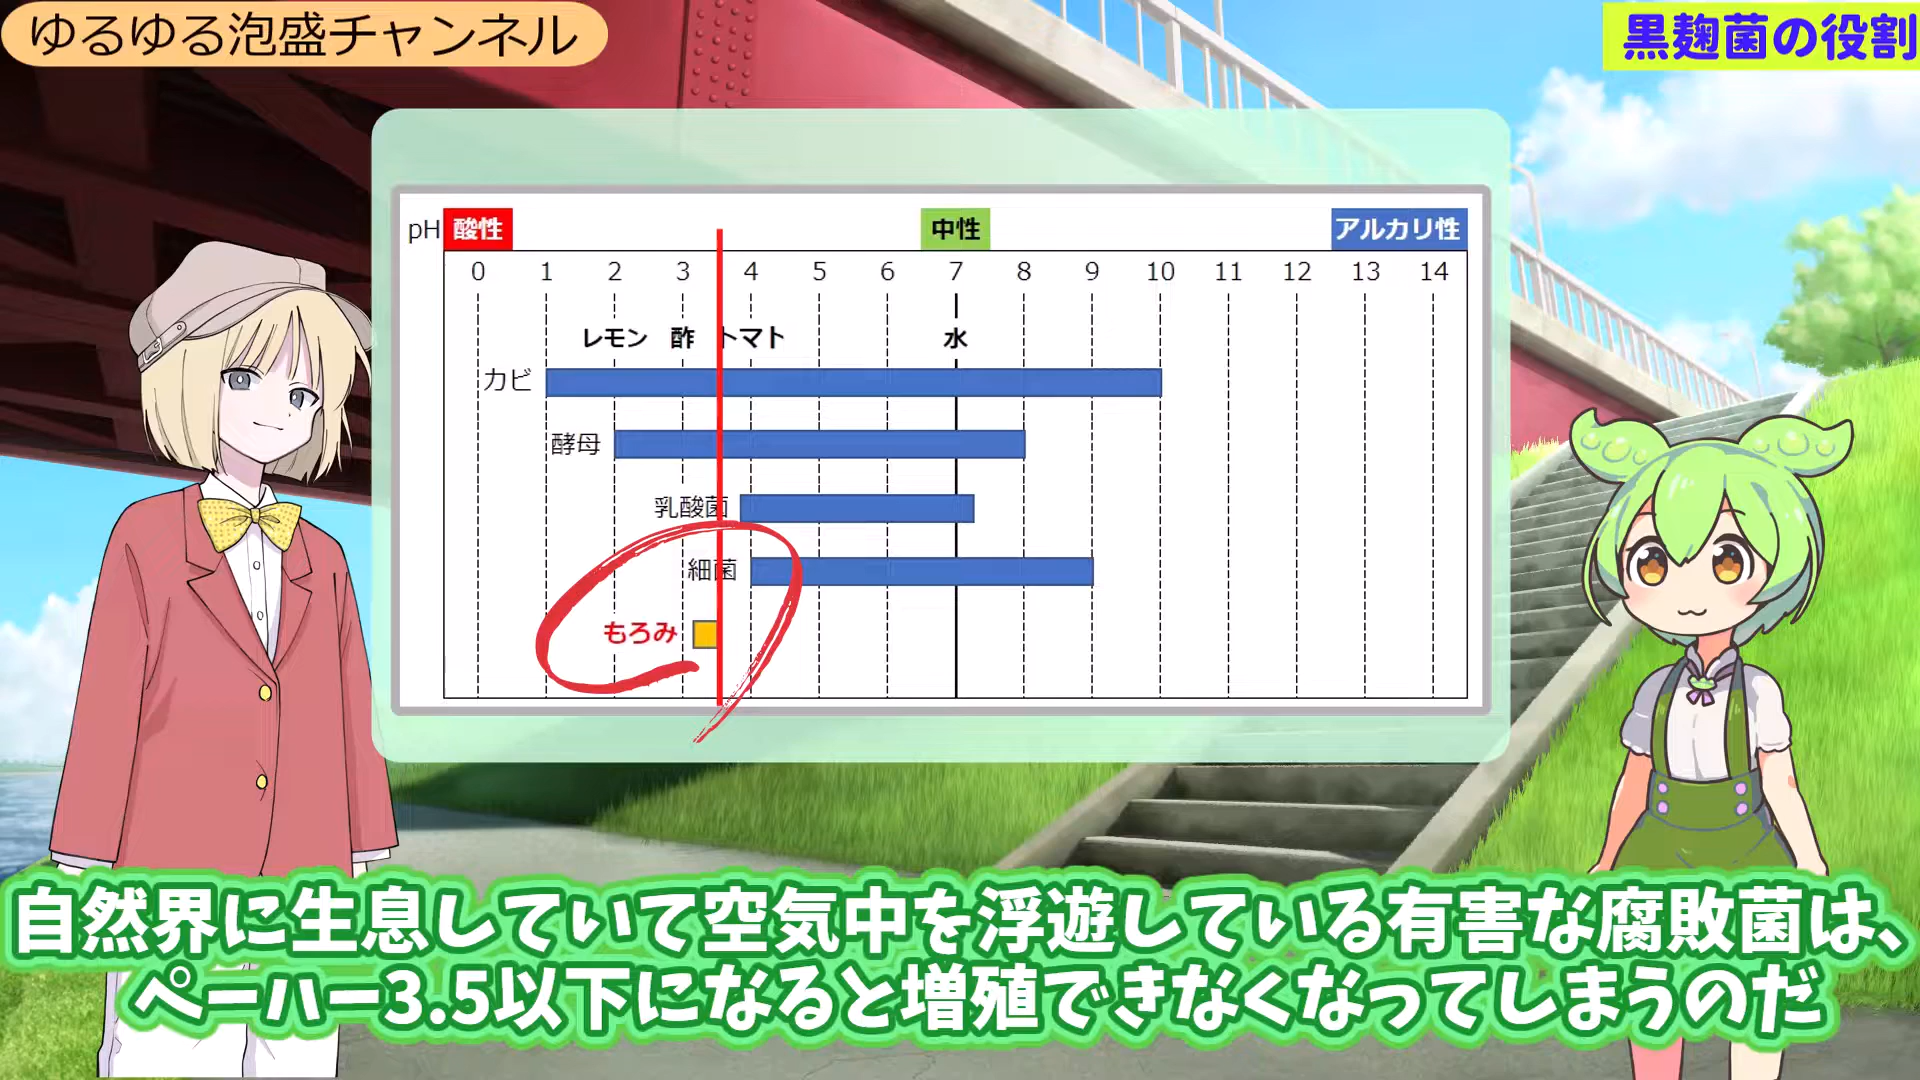 ゆるゆる泡盛チャンネル
黒麹菌の役割
pH 酸性 中性 アルカリ性
0 1 2 3 4 5 6 7 8 9 10 11 12 13 14
レモン 酢 トマト 水
カビ
酵母
乳酸菌
細菌
もろみ
自然界に生息していて空気中を浮遊している有害な腐敗菌は、
ペーハー3.5以下になると増殖できなくなってしまうのだ